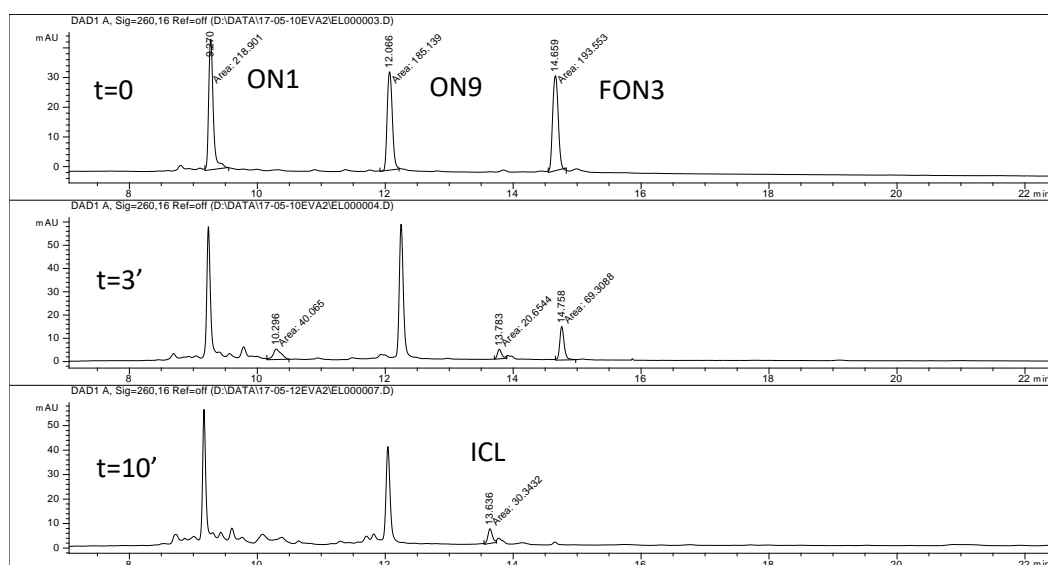 DAD1 A, Sig=260,16 Ref=off (D:\DATA\17-05-10EVA2\EL000003.D)
mAU
9.270
Area: 218.901
12.066
Area: 185.139
14.659
Area: 193.553
t=0
ON1
ON9
FON3
30
20
10
0
8 10 12 14 16 18 20 22 min
DAD1 A, Sig=260,16 Ref=off (D:\DATA\17-05-10EVA2\EL000004.D)
mAU
t=3'
10.296
Area: 40.065
13.783
Area: 20.6544
14.758
Area: 69.3088
50
40
30
20
10
0
8 10 12 14 16 18 20 22 min
DAD1 A, Sig=260,16 Ref=off (D:\DATA\17-05-12EVA2\EL000007.D)
mAU
t=10'
ICL
13.636
Area: 30.3432
50
40
30
20
10
0
8 10 12 14 16 18 20 22 min